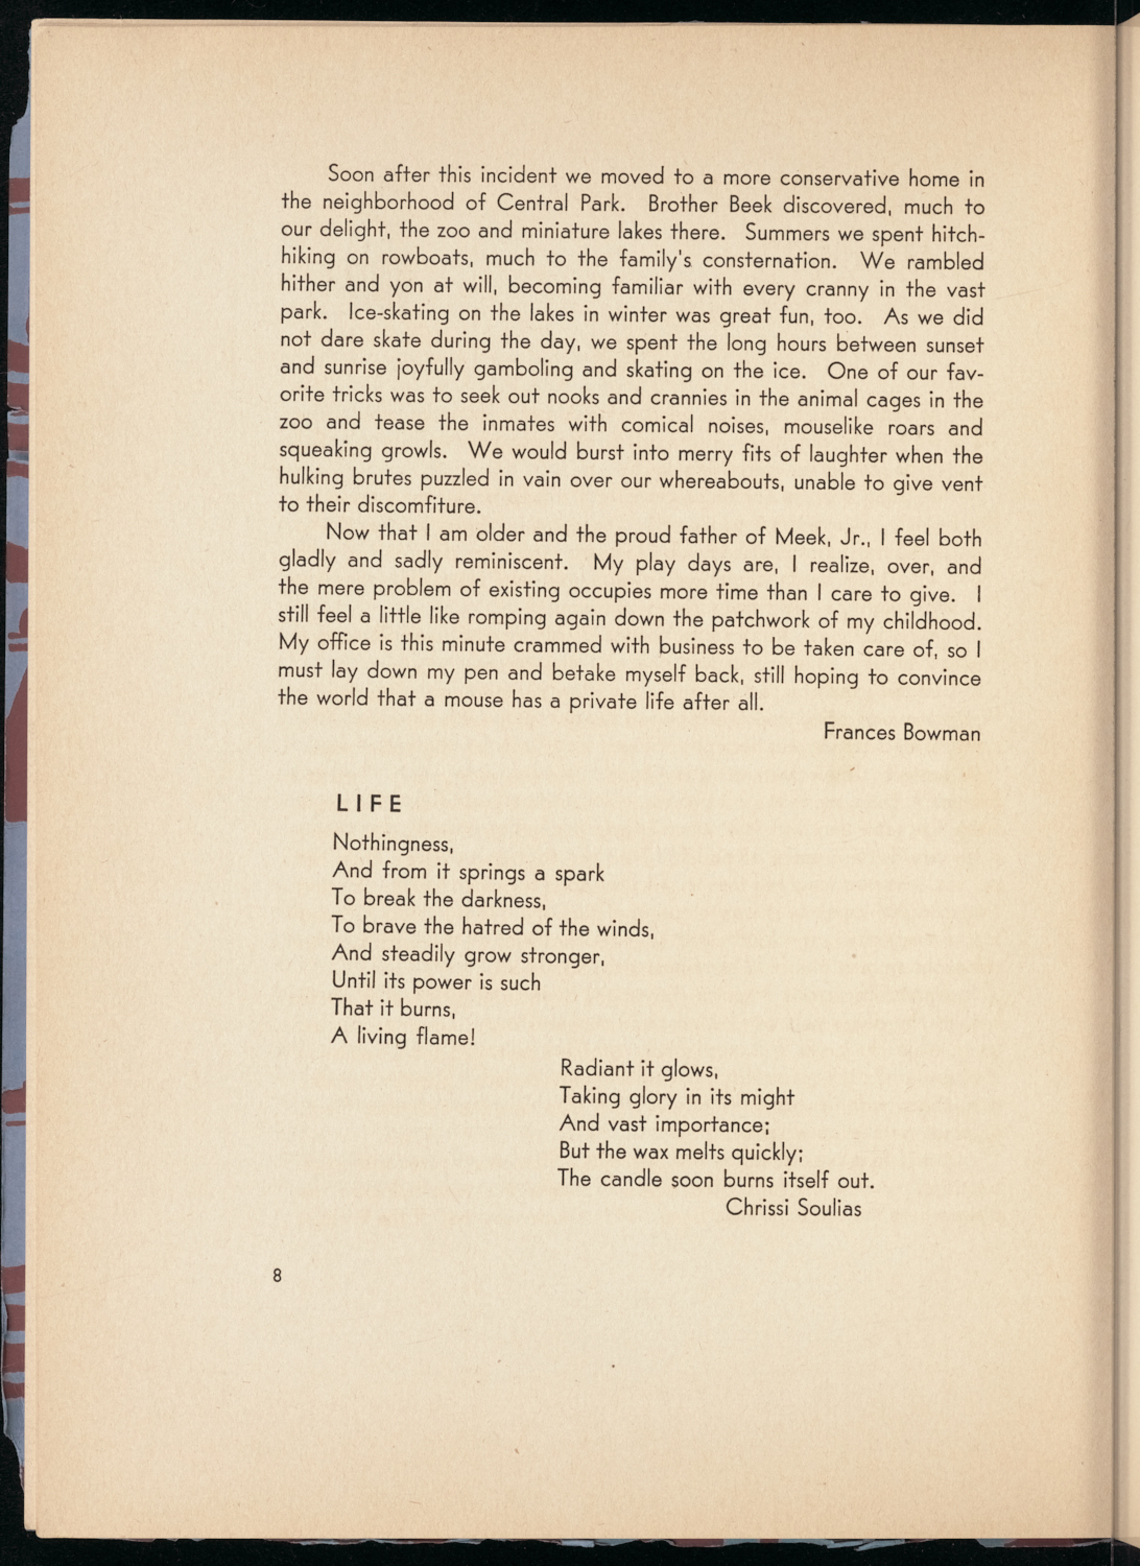 Soon after this incident we moved to a more conservative home in
the neighborhood of Central Park. Brother Beek discovered, much to
our delight, the zoo and miniature lakes there. Summers we spent hitch-
hiking on rowboats, much to the family's consternation. We rambled
hither and yon at will, becoming familiar with every cranny in the vast
park. Ice-skating on the lakes in winter was great fun, too. As we did
not dare skate during the day, we spent the long hours between sunset
and sunrise joyfully gamboling and skating on the ice. One of our fav-
orite tricks was to seek out nooks and crannies in the animal cages in the
zoo and tease the inmates with comical noises, mouselike roars and
squeaking growls. We would burst into merry fits of laughter when the
hulking brutes puzzled in vain over our whereabouts, unable to give vent
to their discomfiture.
Now that I am older and the proud father of Meek, Jr., I feel both
gladly and sadly reminiscent. My play days are, I realize, over, and
the mere problem of existing occupies more time than I care to give. I
still feel a little like romping again down the patchwork of my childhood.
My office is this minute crammed with business to be taken care of, so I
must lay down my pen and betake myself back, still hoping to convince
the world that a mouse has a private life after all.
Frances Bowman
LIFE
Nothingness,
And from it springs a spark
To break the darkness,
To brave the hatred of the winds,
And steadily grow stronger,
Until its power is such
That it burns,
A living flame!
Radiant it glows,
Taking glory in its might
And vast importance;
But the wax melts quickly;
The candle soon burns itself out.
Chrissi Soulias
8